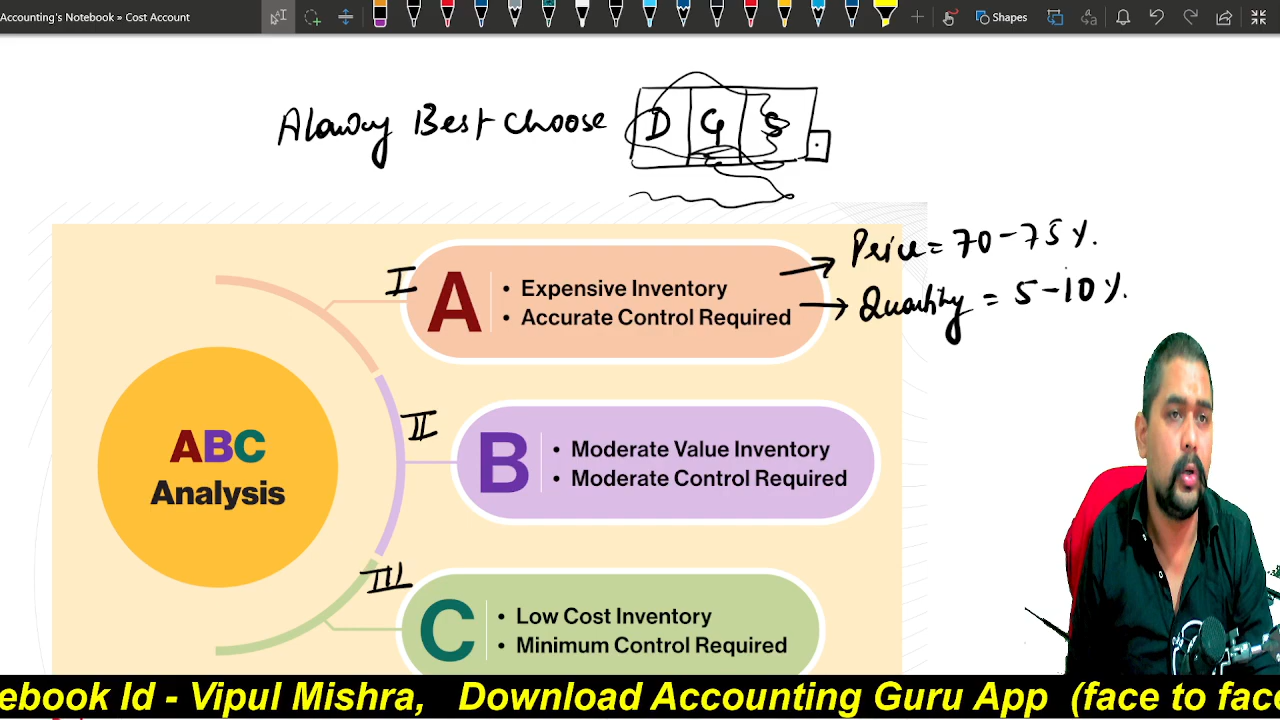 Accounting's Notebook » Cost Account
Shapes
Alaway Best choose D G S
I
A
• Expensive Inventory
• Accurate Control Required
Price = 70-75%.
Quantity = 5-10%.
II
B
• Moderate Value Inventory
• Moderate Control Required
ABC
Analysis
III
C
• Low Cost Inventory
• Minimum Control Required
ebook Id - Vipul Mishra, Download Accounting Guru App (face to face